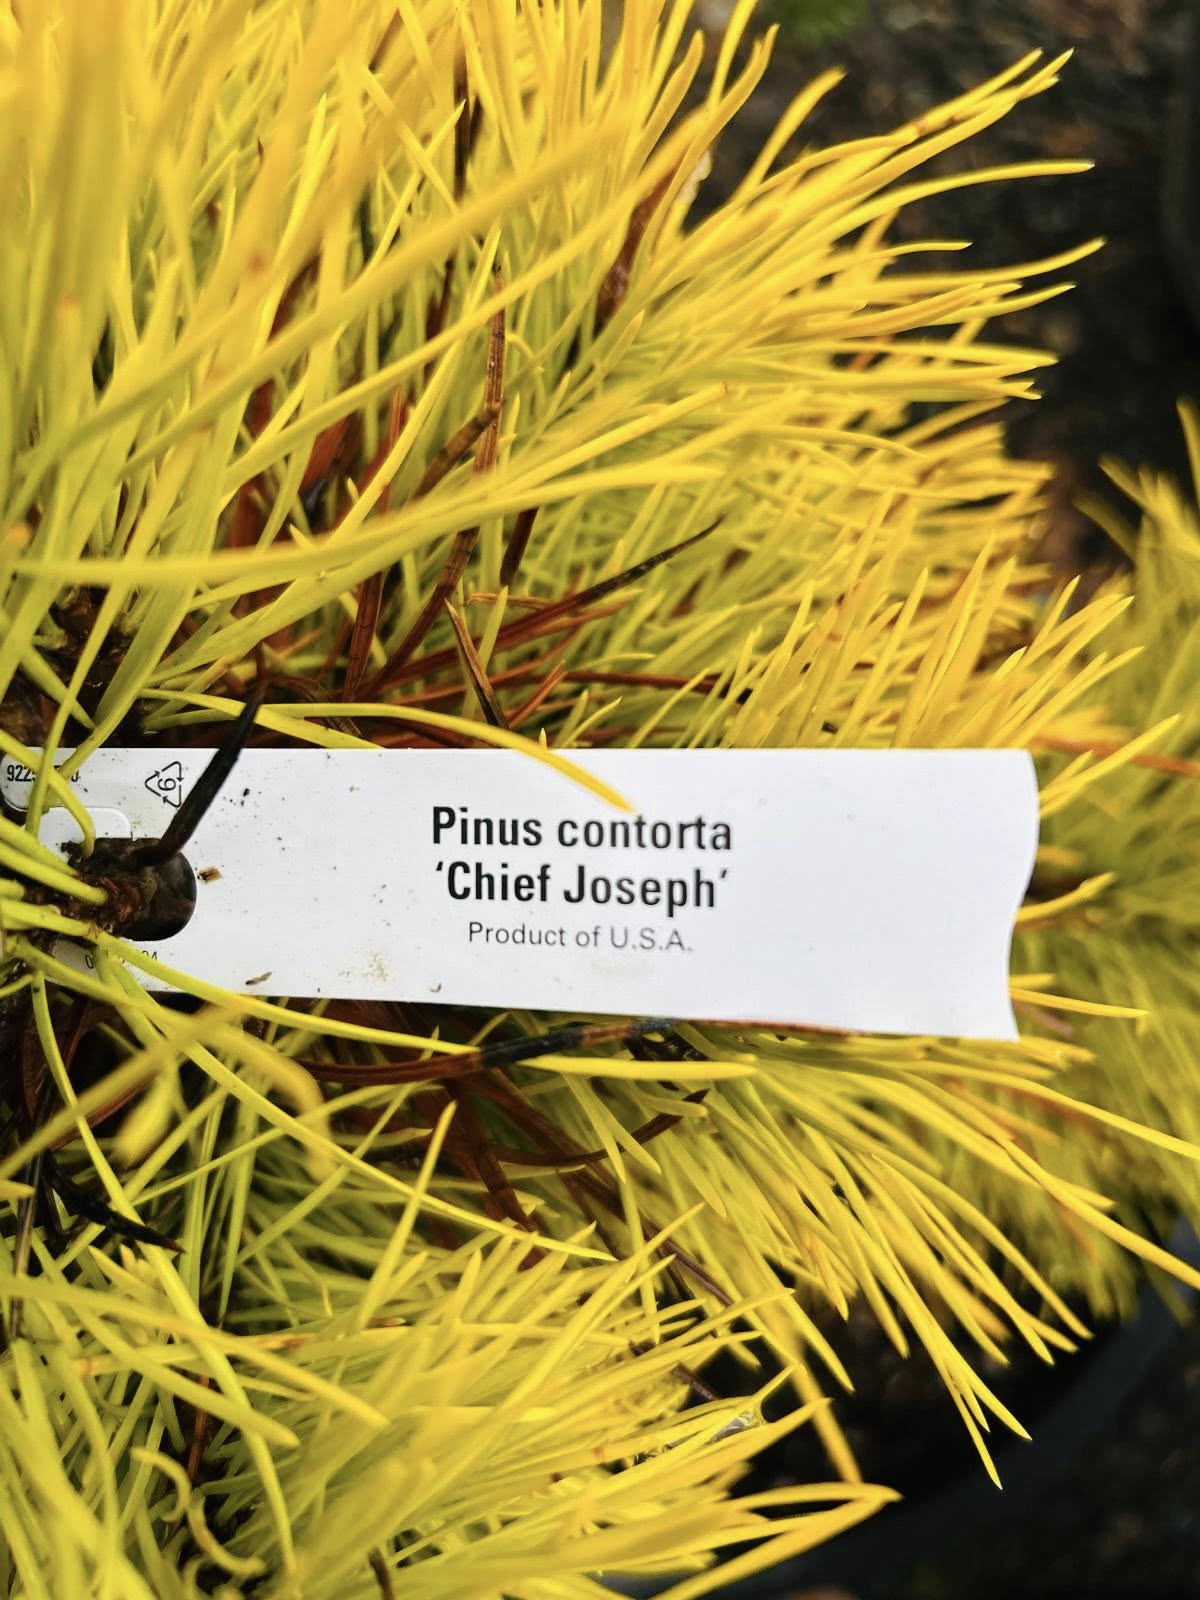 Pinus contorta
‘Chief Joseph’
Product of U.S.A.